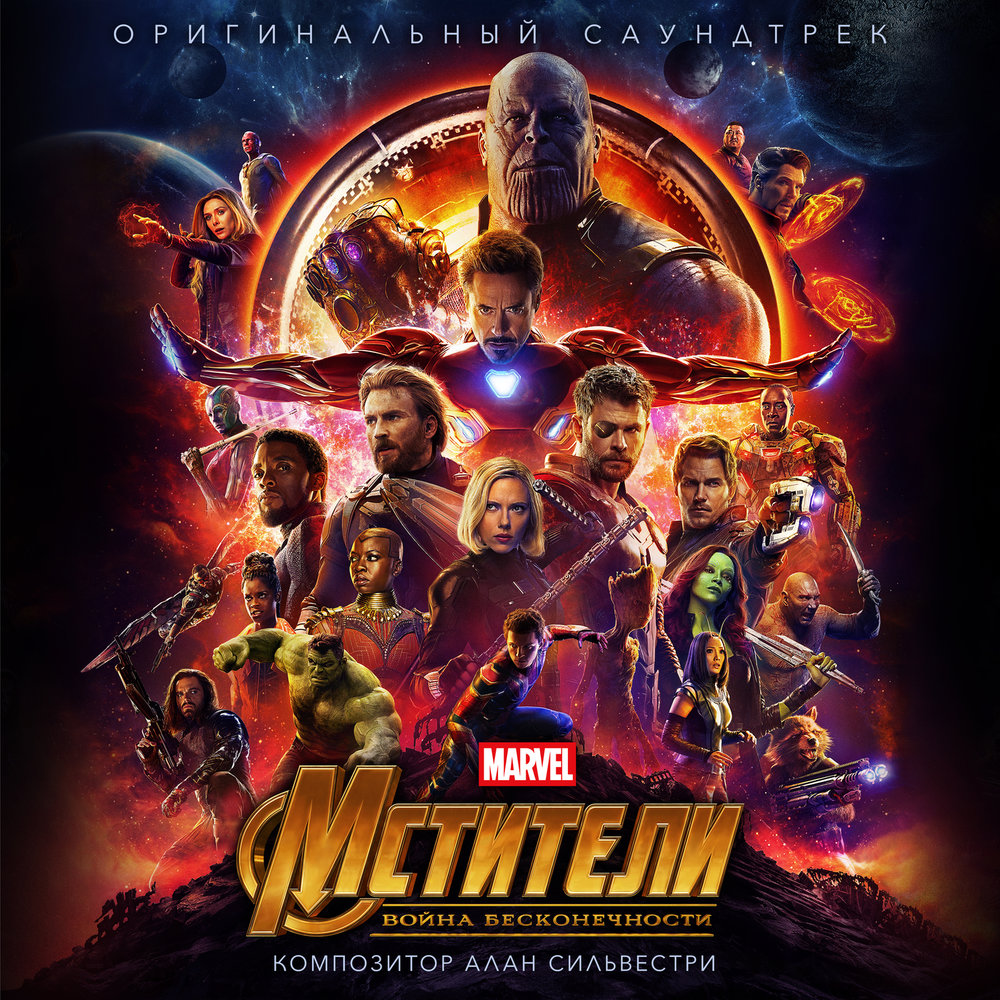 ОРИГИНАЛЬНЫЙ САУНДТРЕК
MARVEL
МСТИТЕЛИ
ВОЙНА БЕСКОНЕЧНОСТИ
КОМПОЗИТОР АЛАН СИЛЬВЕСТРИ